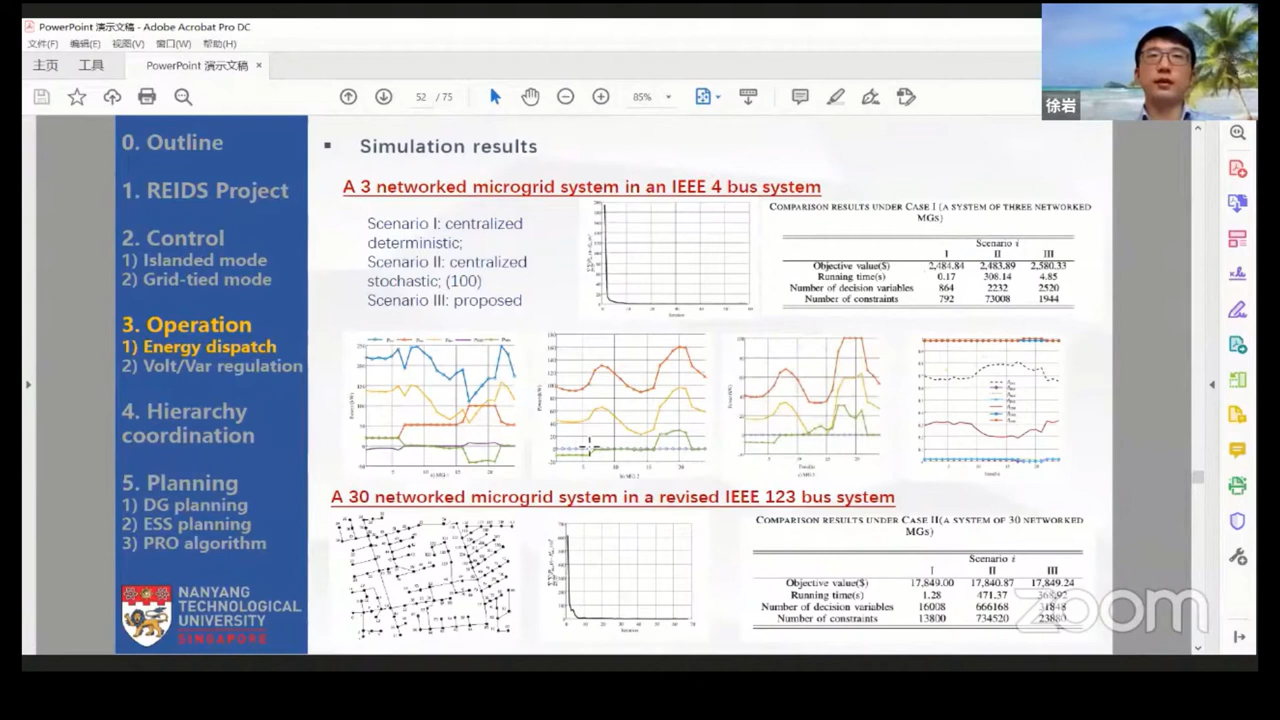 PowerPoint 演示文稿 - Adobe Acrobat Pro DC
文件(F) 编辑(E) 视图(V) 窗口(W) 帮助(H)
主页 工具 PowerPoint 演示文稿 ×
52 / 75 85%
徐岩
0. Outline
1. REIDS Project
2. Control
1) Islanded mode
2) Grid-tied mode
3. Operation
1) Energy dispatch
2) Volt/Var regulation
4. Hierarchy
coordination
5. Planning
1) DG planning
2) ESS planning
3) PRO algorithm
NANYANG
TECHNOLOGICAL
UNIVERSITY
SINGAPORE
Simulation results
A 3 networked microgrid system in an IEEE 4 bus system
Scenario I: centralized
deterministic;
Scenario II: centralized
stochastic; (100)
Scenario III: proposed
COMPARISON RESULTS UNDER CASE I (A SYSTEM OF THREE NETWORKED
MGS)
Scenario i
I II III
Objective value($) 2,484.84 2,483.89 2,580.33
Running time(s) 0.17 308.14 4.85
Number of decision variables 864 2232 2520
Number of constraints 792 73008 1944
A 30 networked microgrid system in a revised IEEE 123 bus system
COMPARISON RESULTS UNDER CASE II(A SYSTEM OF 30 NETWORKED
MGS)
Scenario i
I II III
Objective value($) 17,849.00 17,840.87 17,849.24
Running time(s) 1.28 471.37 368.92
Number of decision variables 16008 666168 31848
Number of constraints 13800 734520 23880
zoom